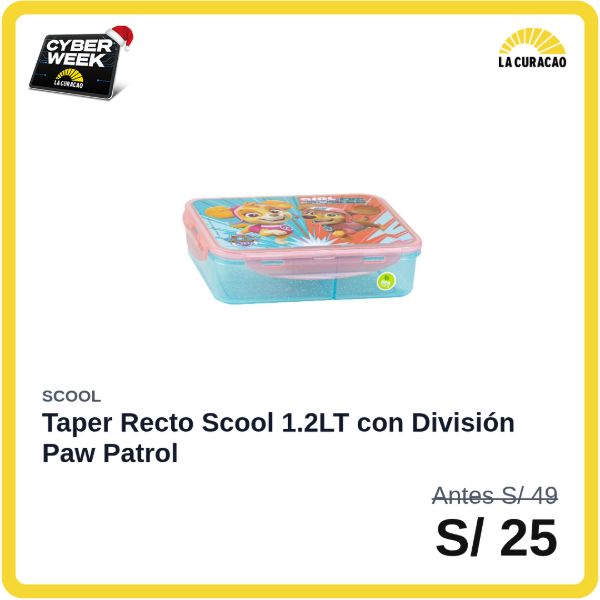 CYBER
WEEK
LA CURACAO
LA CURACAO
GIRL
SCOOL
Taper Recto Scool 1.2LT con División
Paw Patrol
Antes S/ 49
S/ 25